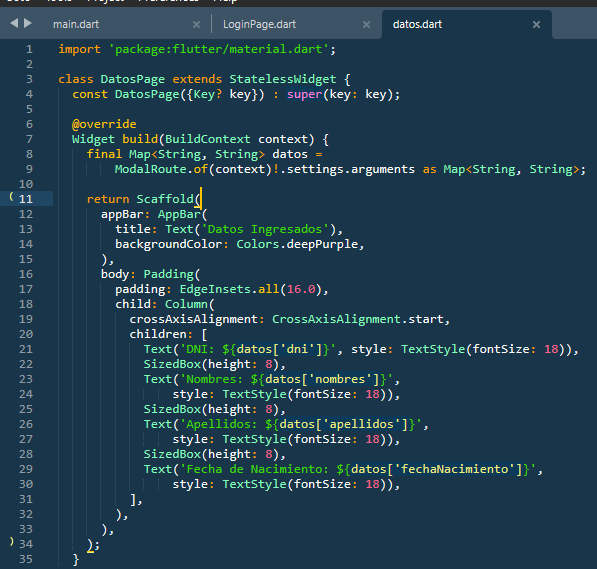 main.dart LoginPage.dart datos.dart
1 import 'package:flutter/material.dart';
2
3 class DatosPage extends StatelessWidget {
4 const DatosPage({Key? key}) : super(key: key);
5
6 @override
7 Widget build(BuildContext context) {
8 final Map<String, String> datos =
9 ModalRoute.of(context)!.settings.arguments as Map<String, String>;
10
11 return Scaffold(
12 appBar: AppBar(
13 title: Text('Datos Ingresados'),
14 backgroundColor: Colors.deepPurple,
15 ),
16 body: Padding(
17 padding: EdgeInsets.all(16.0),
18 child: Column(
19 crossAxisAlignment: CrossAxisAlignment.start,
20 children: [
21 Text('DNI: ${datos['dni']}', style: TextStyle(fontSize: 18)),
22 SizedBox(height: 8),
23 Text('Nombres: ${datos['nombres']}',
24 style: TextStyle(fontSize: 18)),
25 SizedBox(height: 8),
26 Text('Apellidos: ${datos['apellidos']}',
27 style: TextStyle(fontSize: 18)),
28 SizedBox(height: 8),
29 Text('Fecha de Nacimiento: ${datos['fechaNacimiento']}',
30 style: TextStyle(fontSize: 18)),
31 ],
32 ),
33 ),
34 );
35 }